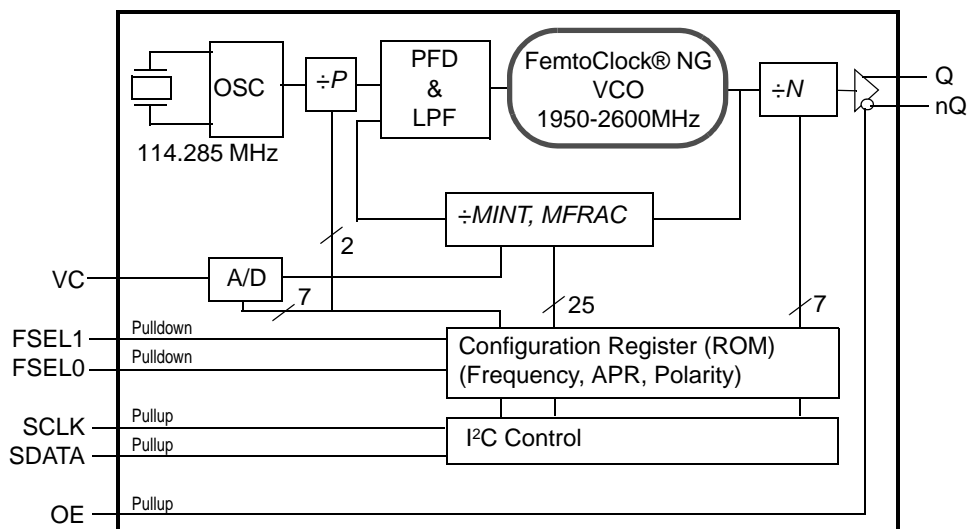 OSC
÷P
PFD
&
LPF
FemtoClock® NG
VCO
1950-2600MHz
÷N
Q
nQ
114.285 MHz
÷MINT, MFRAC
2
VC
A/D
7
25
7
FSEL1
Pulldown
FSEL0
Pulldown
Configuration Register (ROM)
(Frequency, APR, Polarity)
SCLK
Pullup
SDATA
Pullup
I²C Control
OE
Pullup